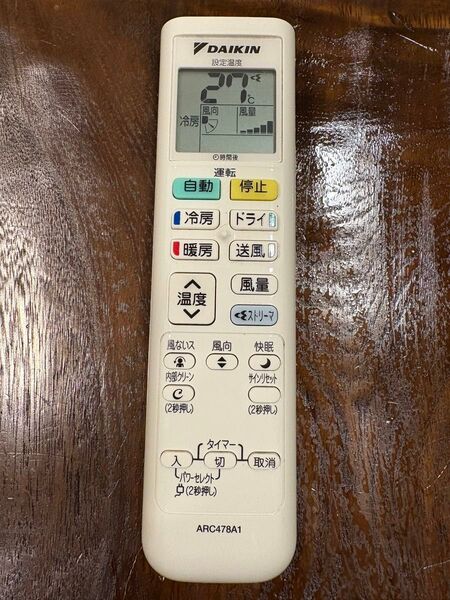 DAIKIN
設定温度
27℃
冷房 風向 風量
時間後
運転
自動 停止
冷房 ドライ
暖房 送風
温度 風量
ストリーマ
風ないス 風向 快眠
内部クリーン サインリセット
(2秒押し) (2秒押し)
タイマー
入 切 取消
パワーセレクト
(2秒押し)
ARC478A1